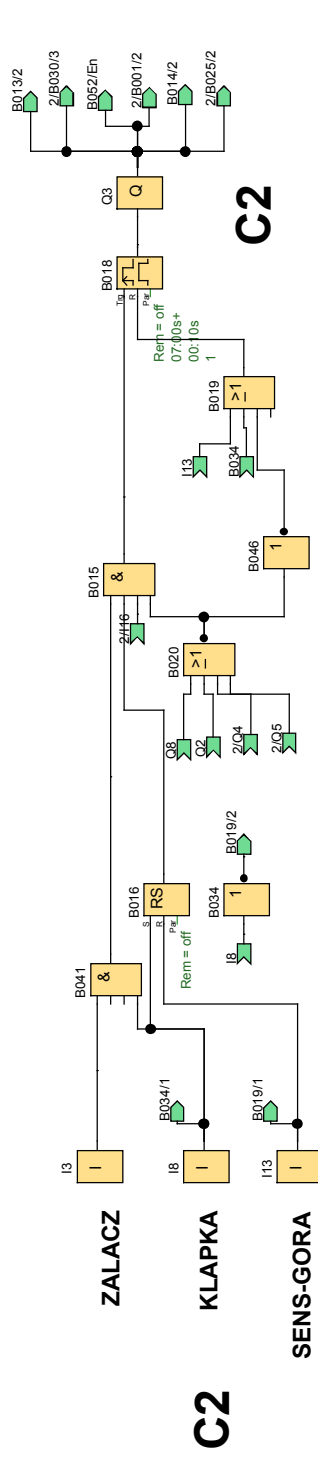 C2
ZALACZ
I3
I
KLAPKA
I8
I
B034/1
SENS-GORA
I13
I
B019/1
B041
&
B016
RS
S
R
Par
Rem = off
I8
B034
1
B019/2
Q8
Q2
2/Q4
2/Q5
B020
>1
2/I16
B015
&
B046
1
I13
B034
B019
>1
B018
Trg
R
Par
Rem = off
07:00s+
00:10s
1
Q3
Q
B013/2
2/B030/3
B052/En
2/B001/2
B014/2
2/B025/2
C2